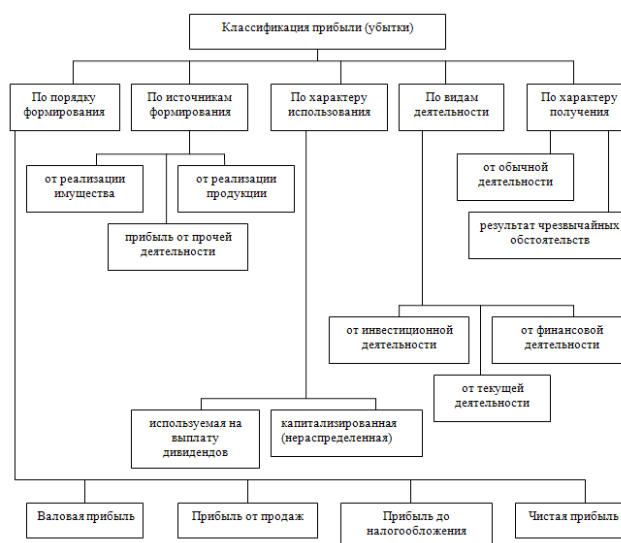 Классификация прибыли (убытки)
По порядку
формирования
По источникам
формирования
По характеру
использования
По видам
деятельности
По характеру
получения
от реализации
имущества
от реализации
продукции
прибыль от прочей
деятельности
от обычной
деятельности
результат чрезвычайных
обстоятельств
от инвестиционной
деятельности
от финансовой
деятельности
от текущей
деятельности
используемая на
выплату
дивидендов
капитализированная
(нераспределенная)
Валовая прибыль
Прибыль от продаж
Прибыль до
налогообложения
Чистая прибыль